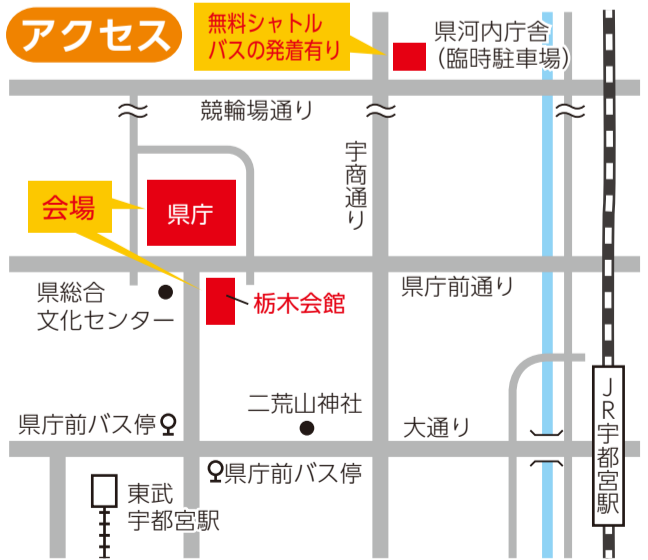 アクセス
無料シャトル
バスの発着有り
県河内庁舎
(臨時駐車場)
競輪場通り
宇商通り
会場
県庁
県庁前通り
県総合
文化センター
栃木会館
二荒山神社
大通り
県庁前バス停
県庁前バス停
東武
宇都宮駅
JR宇都宮駅